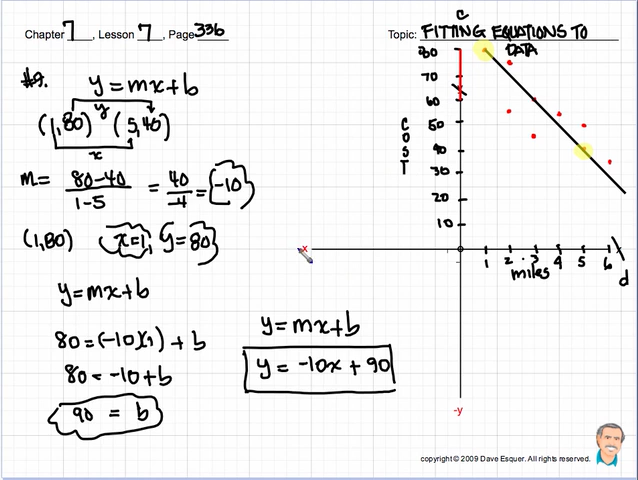 Chapter 7, Lesson 7, Page 336
Topic: FITTING EQUATIONS TO DATA
#9. y = mx + b
y
(1, 80) (5, 40)
x
m = 80 - 40 / 1 - 5 = 40 / -4 = -10
(1, 80) x = 1, y = 80
y = mx + b
80 = (-10)(1) + b
80 = -10 + b
90 = b
y = mx + b
y = -10x + 90
C
80
70
60
50
40
30
20
10
COST
-x
1 2 3 4 5 6
miles
d
-y
copyright © 2009 Dave Esquer. All rights reserved.